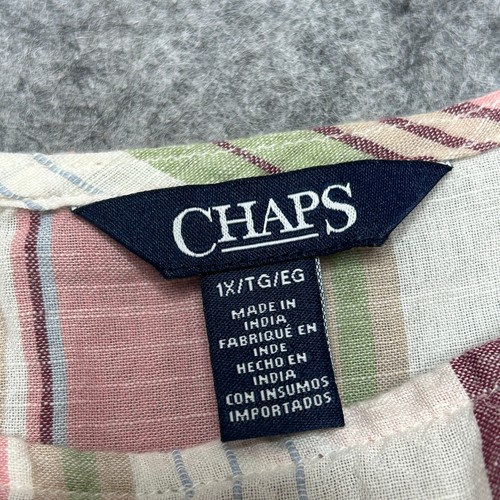 CHAPS
1X/TG/EG
MADE IN
INDIA
FABRIQUÉ EN
INDE
HECHO EN
INDIA
CON INSUMOS
IMPORTADOS